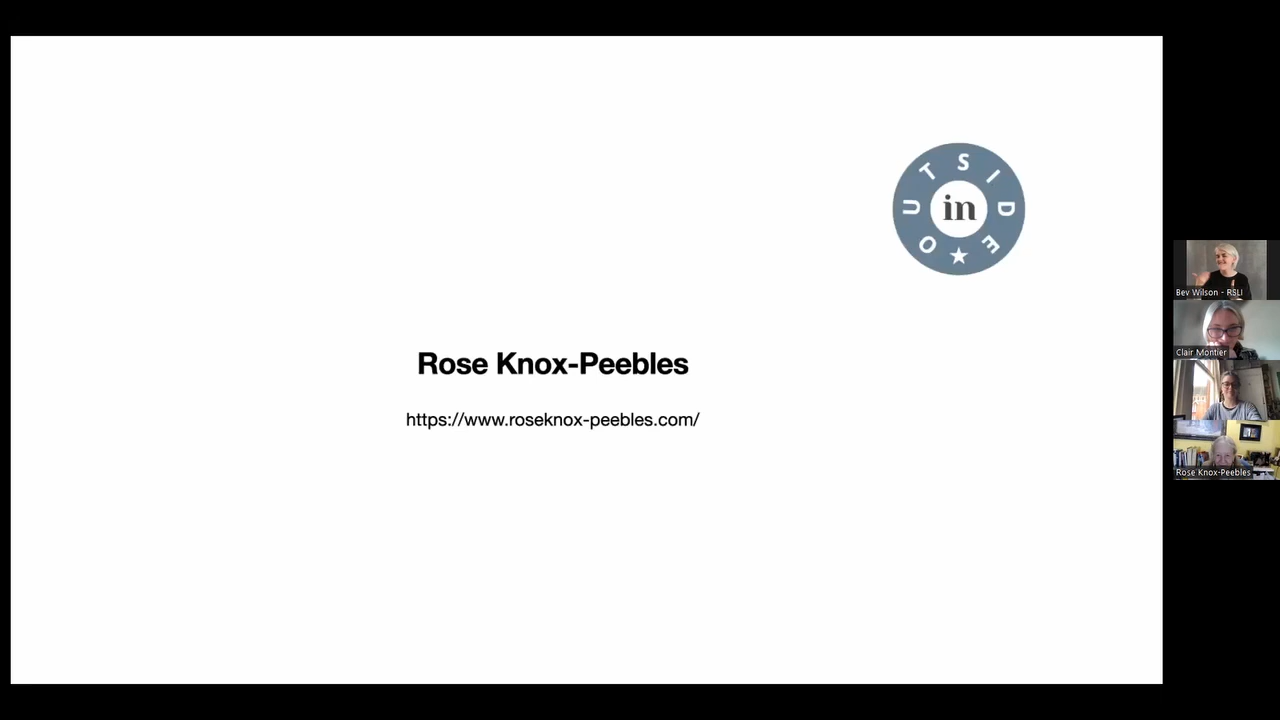 OUTSIDE
in
Rose Knox-Peebles
https://www.roseknox-peebles.com/
Bev Wilson - RSLI
Clair Montier
Rose Knox-Peebles